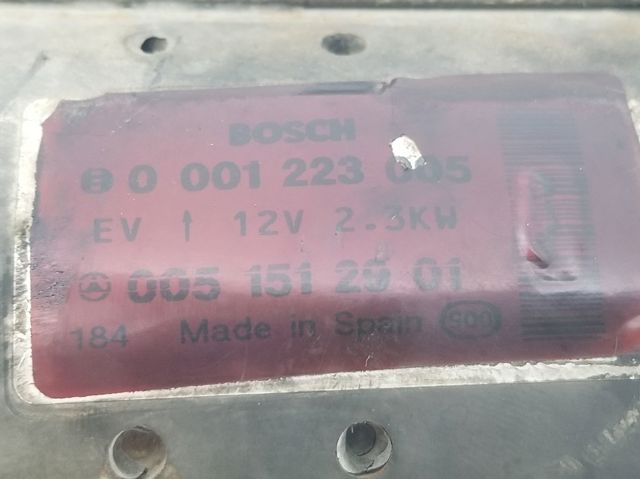 BOSCH
0 001 223 005
EV ↑ 12V 2.3KW
005 151 29 01
184 Made in Spain